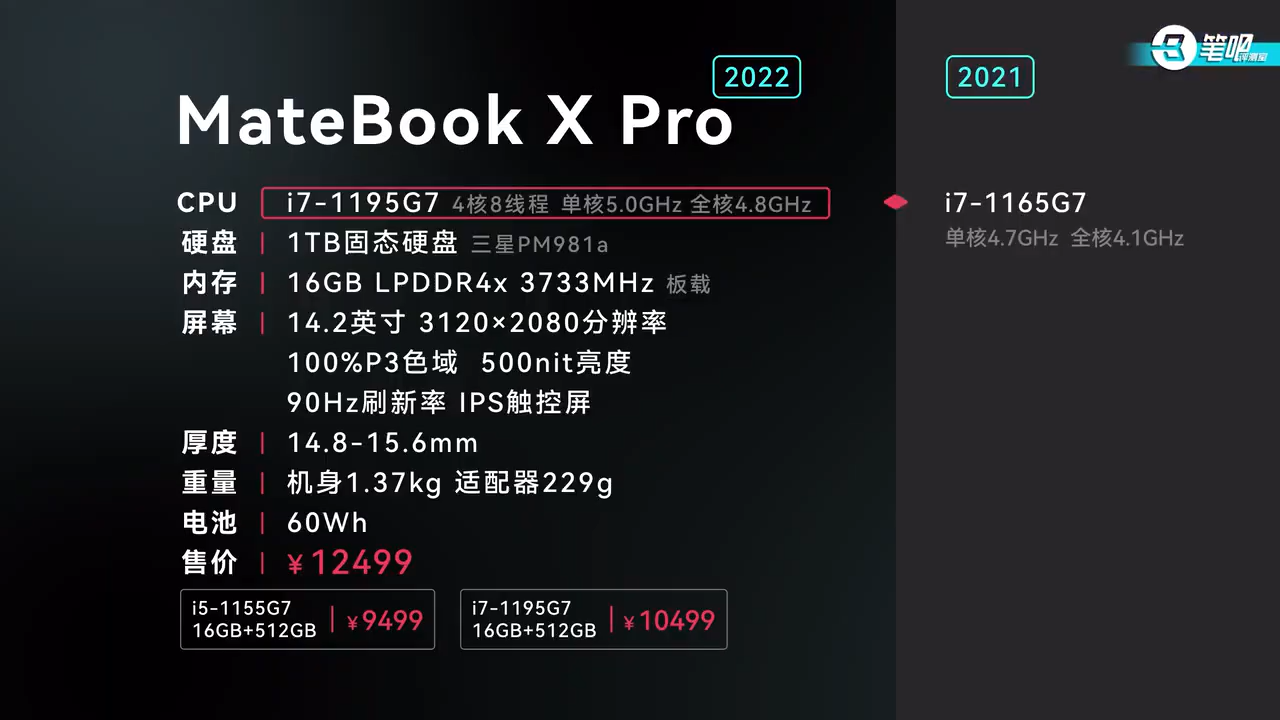 笔吧评测室
2022
2021
MateBook X Pro
CPU i7-1195G7 4核8线程 单核5.0GHz 全核4.8GHz
i7-1165G7
单核4.7GHz 全核4.1GHz
硬盘 1TB固态硬盘 三星PM981a
内存 16GB LPDDR4x 3733MHz 板载
屏幕 14.2英寸 3120×2080分辨率
100%P3色域 500nit亮度
90Hz刷新率 IPS触控屏
厚度 14.8-15.6mm
重量 机身1.37kg 适配器229g
电池 60Wh
售价 ¥12499
i5-1155G7
16GB+512GB
¥9499
i7-1195G7
16GB+512GB
¥10499